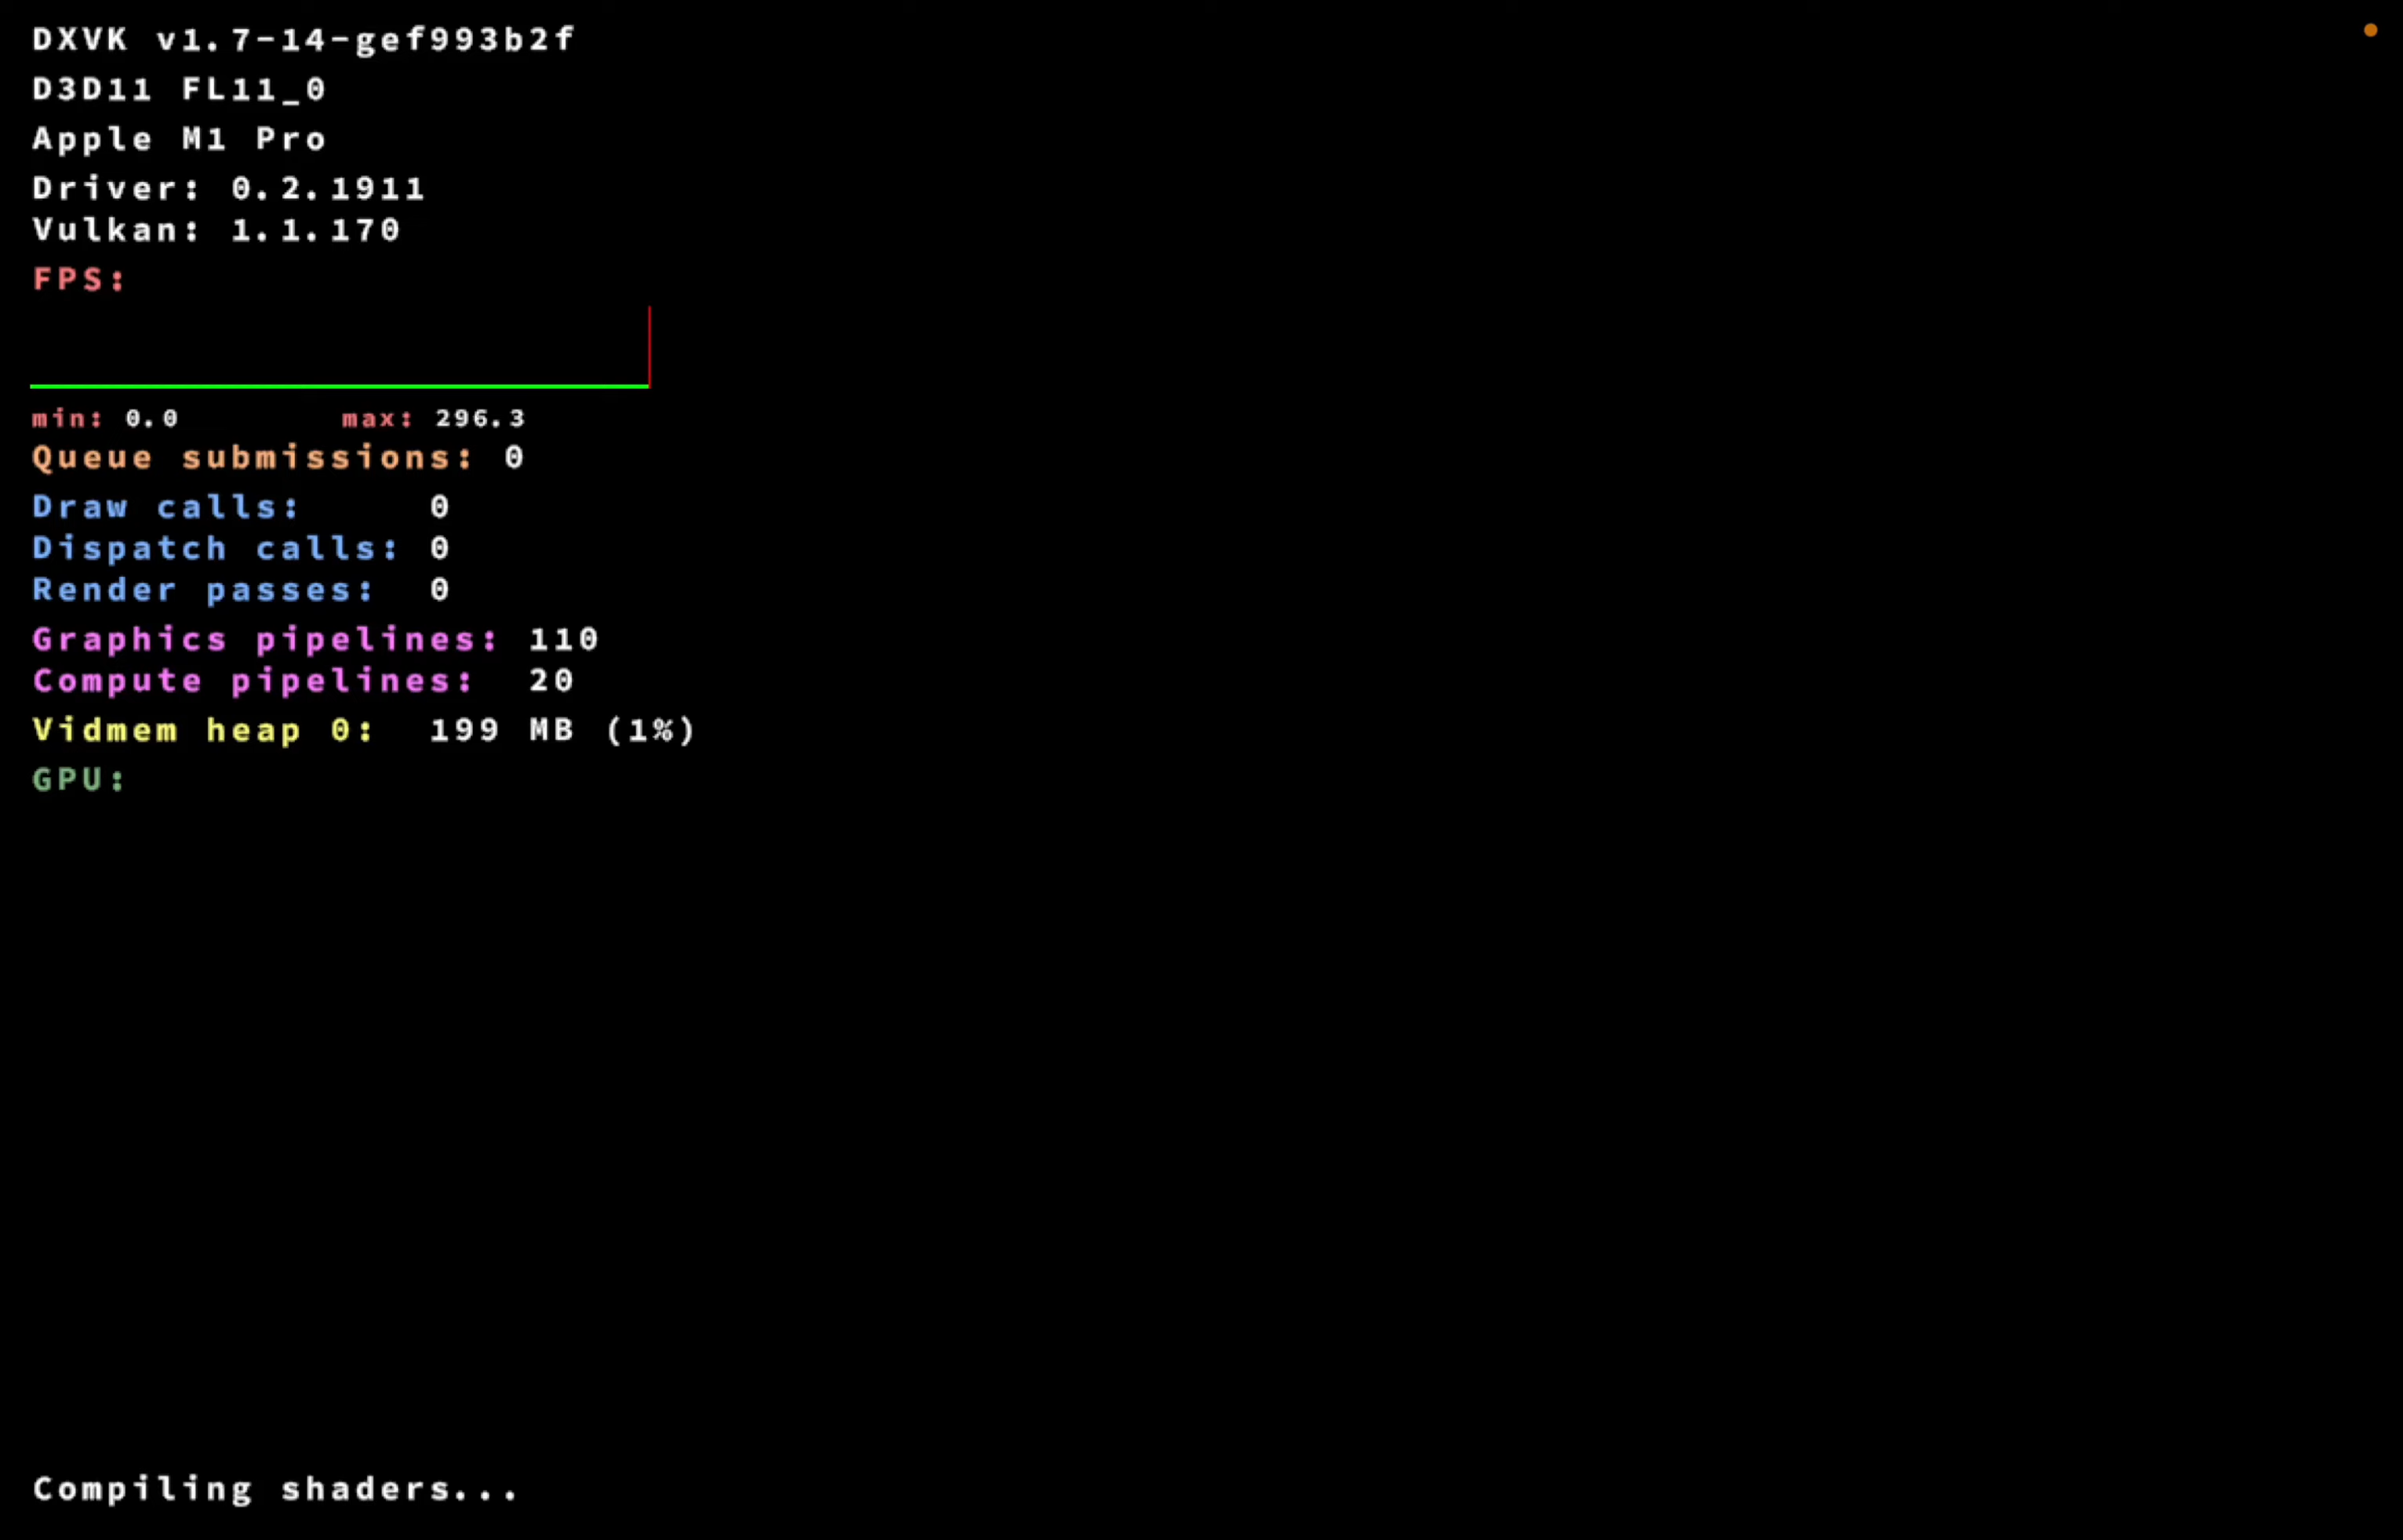 DXVK v1.7-14-gef993b2f
D3D11 FL11_0
Apple M1 Pro
Driver: 0.2.1911
Vulkan: 1.1.170
FPS:
min: 0.0 max: 296.3
Queue submissions: 0
Draw calls: 0
Dispatch calls: 0
Render passes: 0
Graphics pipelines: 110
Compute pipelines: 20
Vidmem heap 0: 199 MB (1%)
GPU:
Compiling shaders...